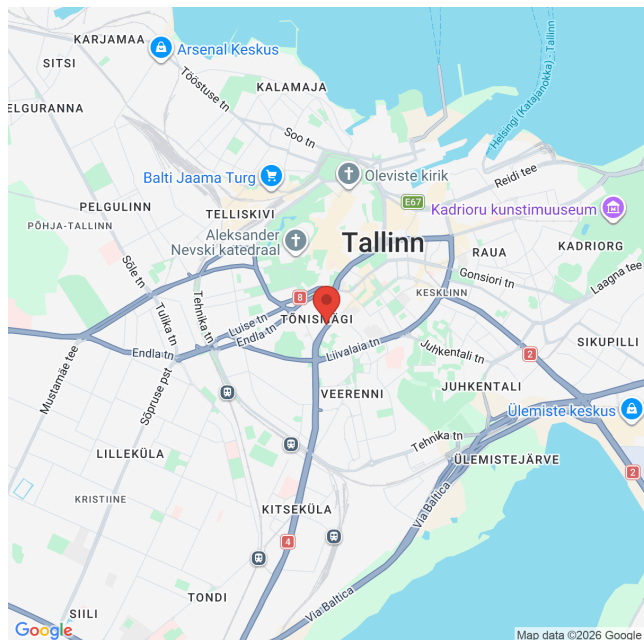 KARJAMAA
Arsenal Keskus
SITSI
Tööstuse tn
KALAMAJA
ELGURANNA
Soo tn
Helsingi (Katajanokka) - Tallinn
Balti Jaama Turg
Oleviste kirik
Reidi tee
PELGULINN
TELLISKIVI
E67
Kadrioru kunstimuuseum
PÕHJA-TALLINN
Aleksander
Nevski katedraal
Tallinn
RAUA
KADRIORG
Sõle tn
Gonsiori tn
Laagna tee
Tehnika tn
8
KESKLINN
Tulika tn
Luise tn
TÕNISMÄGI
Endla tn
Endla tn
Liivalaia tn
Juhkentali tn
2
SIKUPILLI
Mustamäe tee
Sõpruse pst
VEERENNI
JUHKENTALI
Ülemiste keskus
Tehnika tn
LILLEKÜLA
ÜLEMISTEJÄRVE
2
KRISTIINE
KITSEKÜLA
Via Baltica
4
TONDI
Via Baltica
SIILI
Google
Map data ©2026 Google